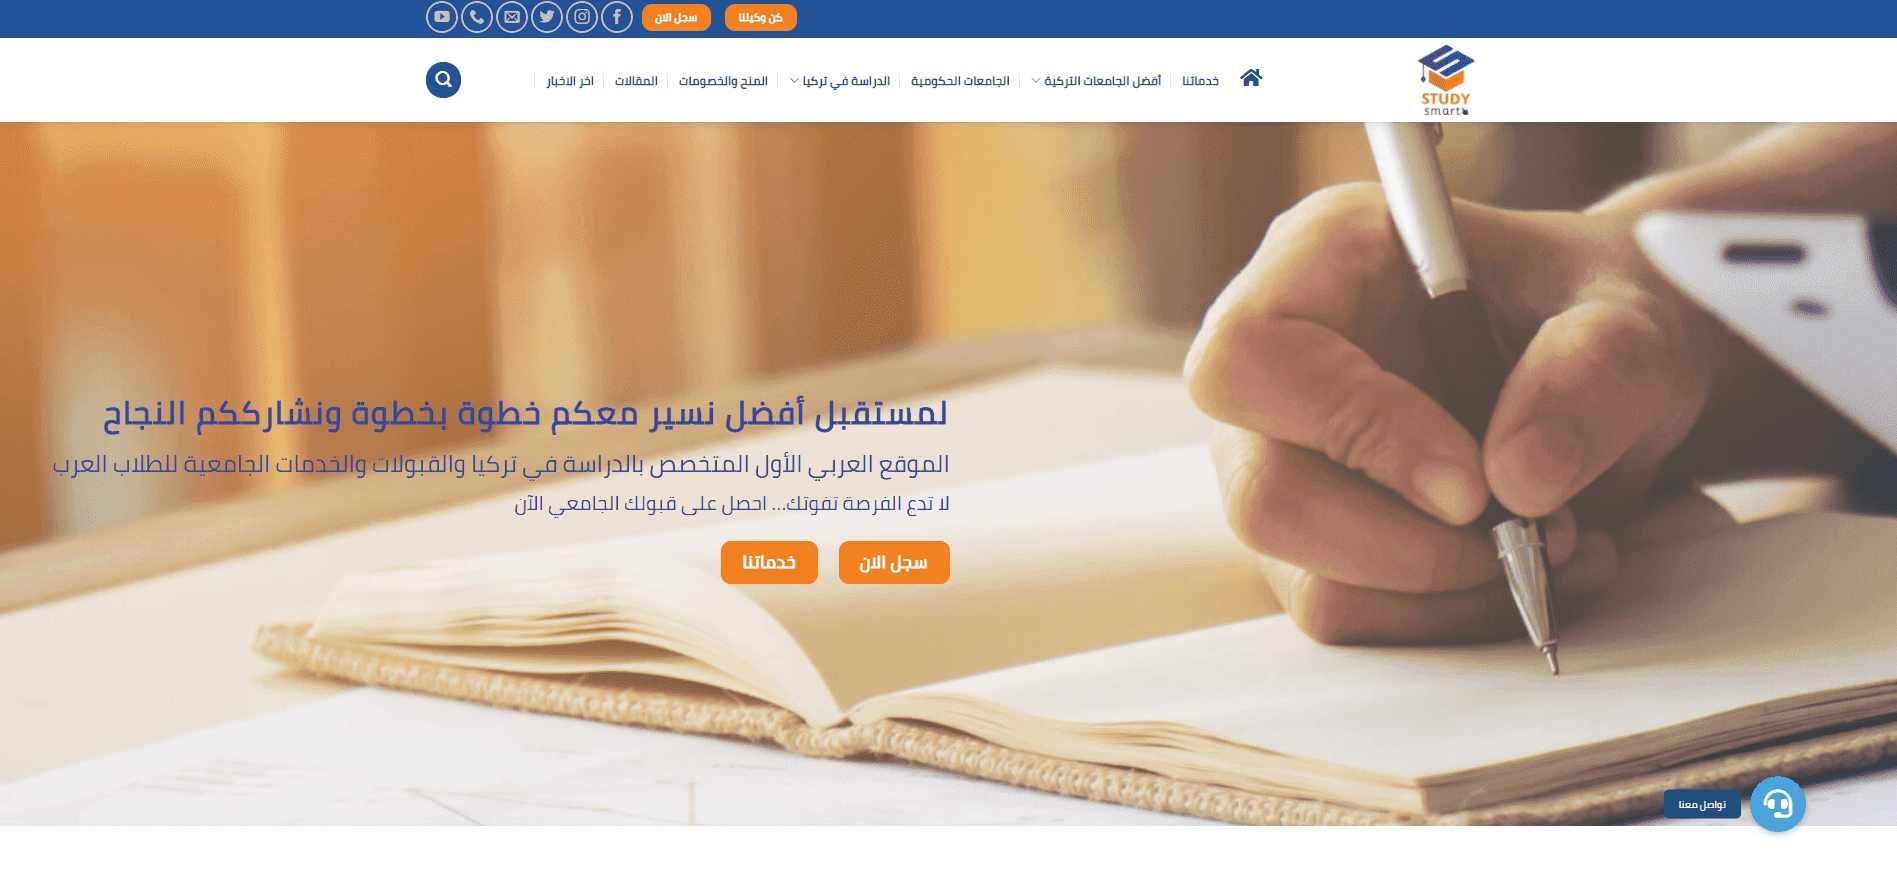 كن وكيلنا
سجل الان
STUDY
smart
خدماتنا
أفضل الجامعات التركية
الجامعات الحكومية
الدراسة في تركيا
المنح والخصومات
المقالات
اخر الاخبار
لمستقبل أفضل نسير معكم خطوة بخطوة ونشارككم النجاح
الموقع العربي الأول المتخصص بالدراسة في تركيا والقبولات والخدمات الجامعية للطلاب العرب
لا تدع الفرصة تفوتك... احصل على قبولك الجامعي الآن
سجل الان
خدماتنا
تواصل معنا